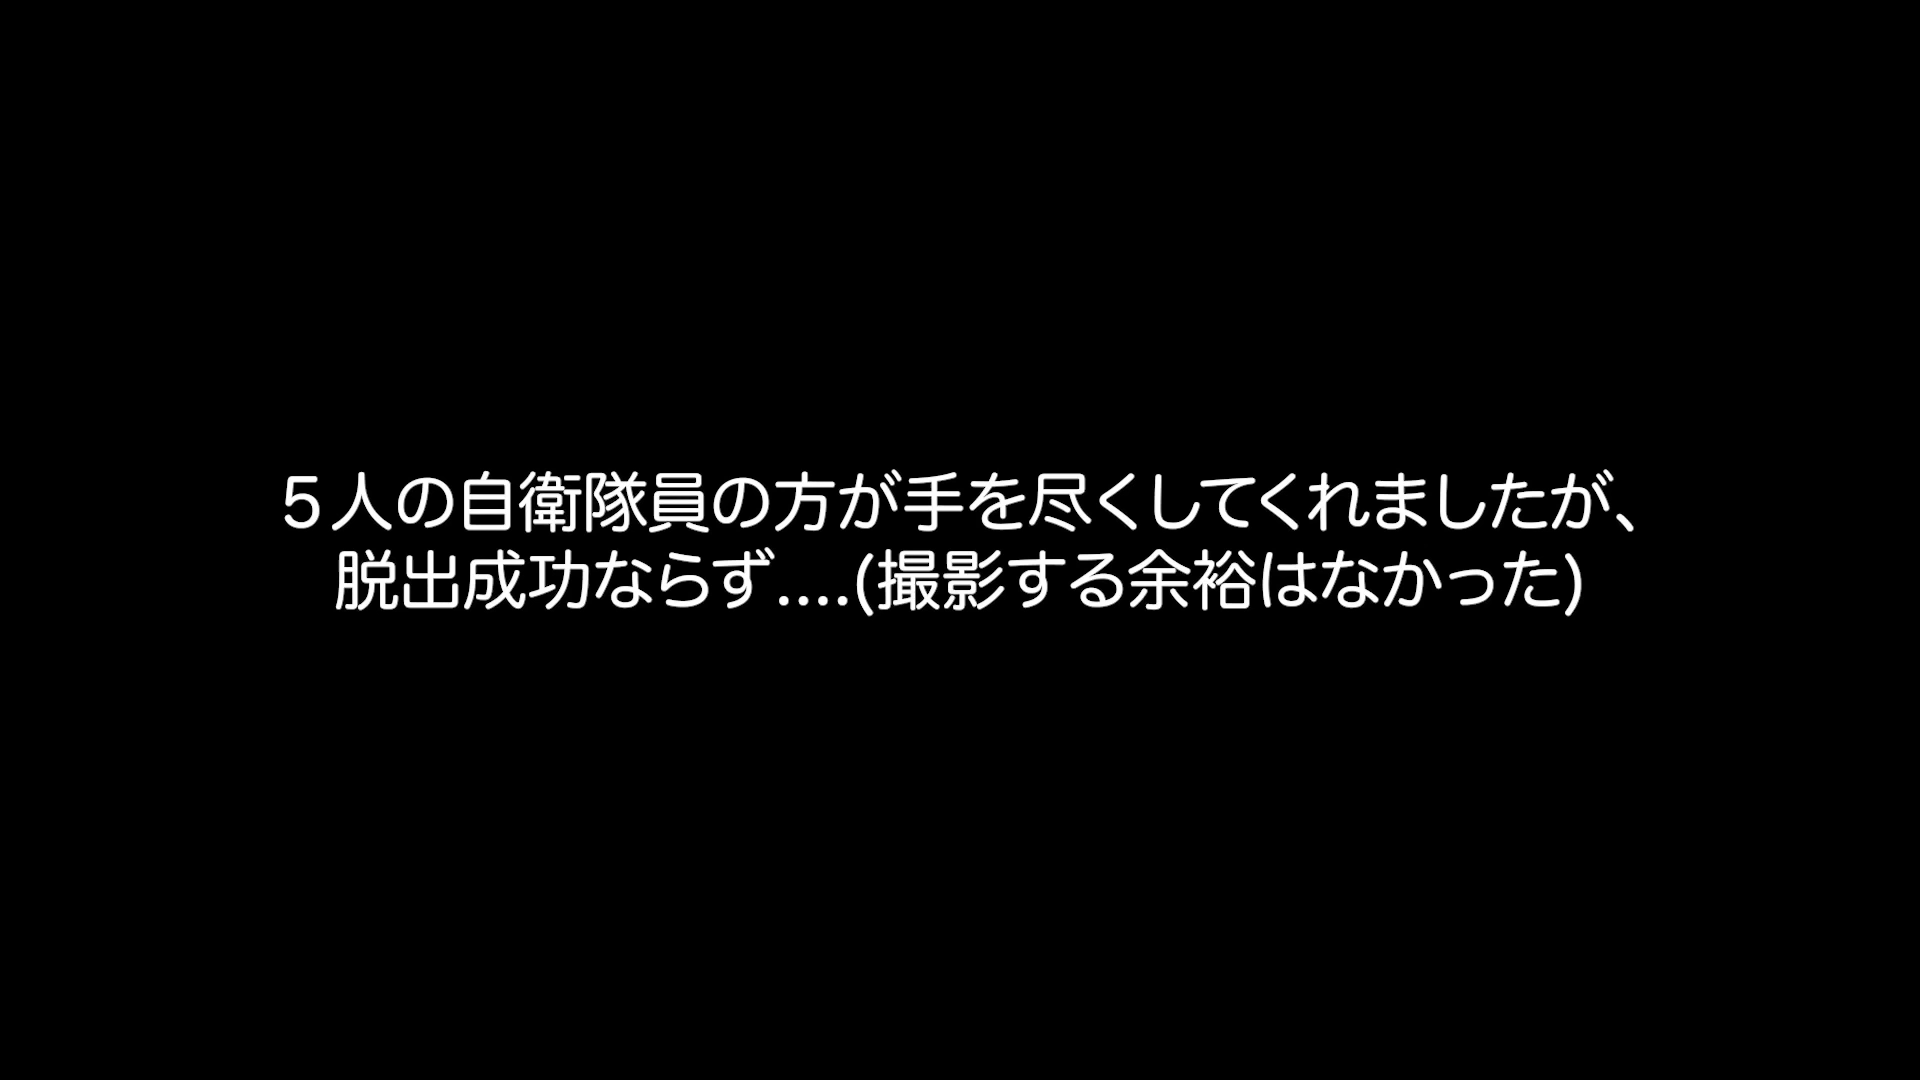 ５人の自衛隊員の方が手を尽くしてくれましたが、
脱出成功ならず....(撮影する余裕はなかった)